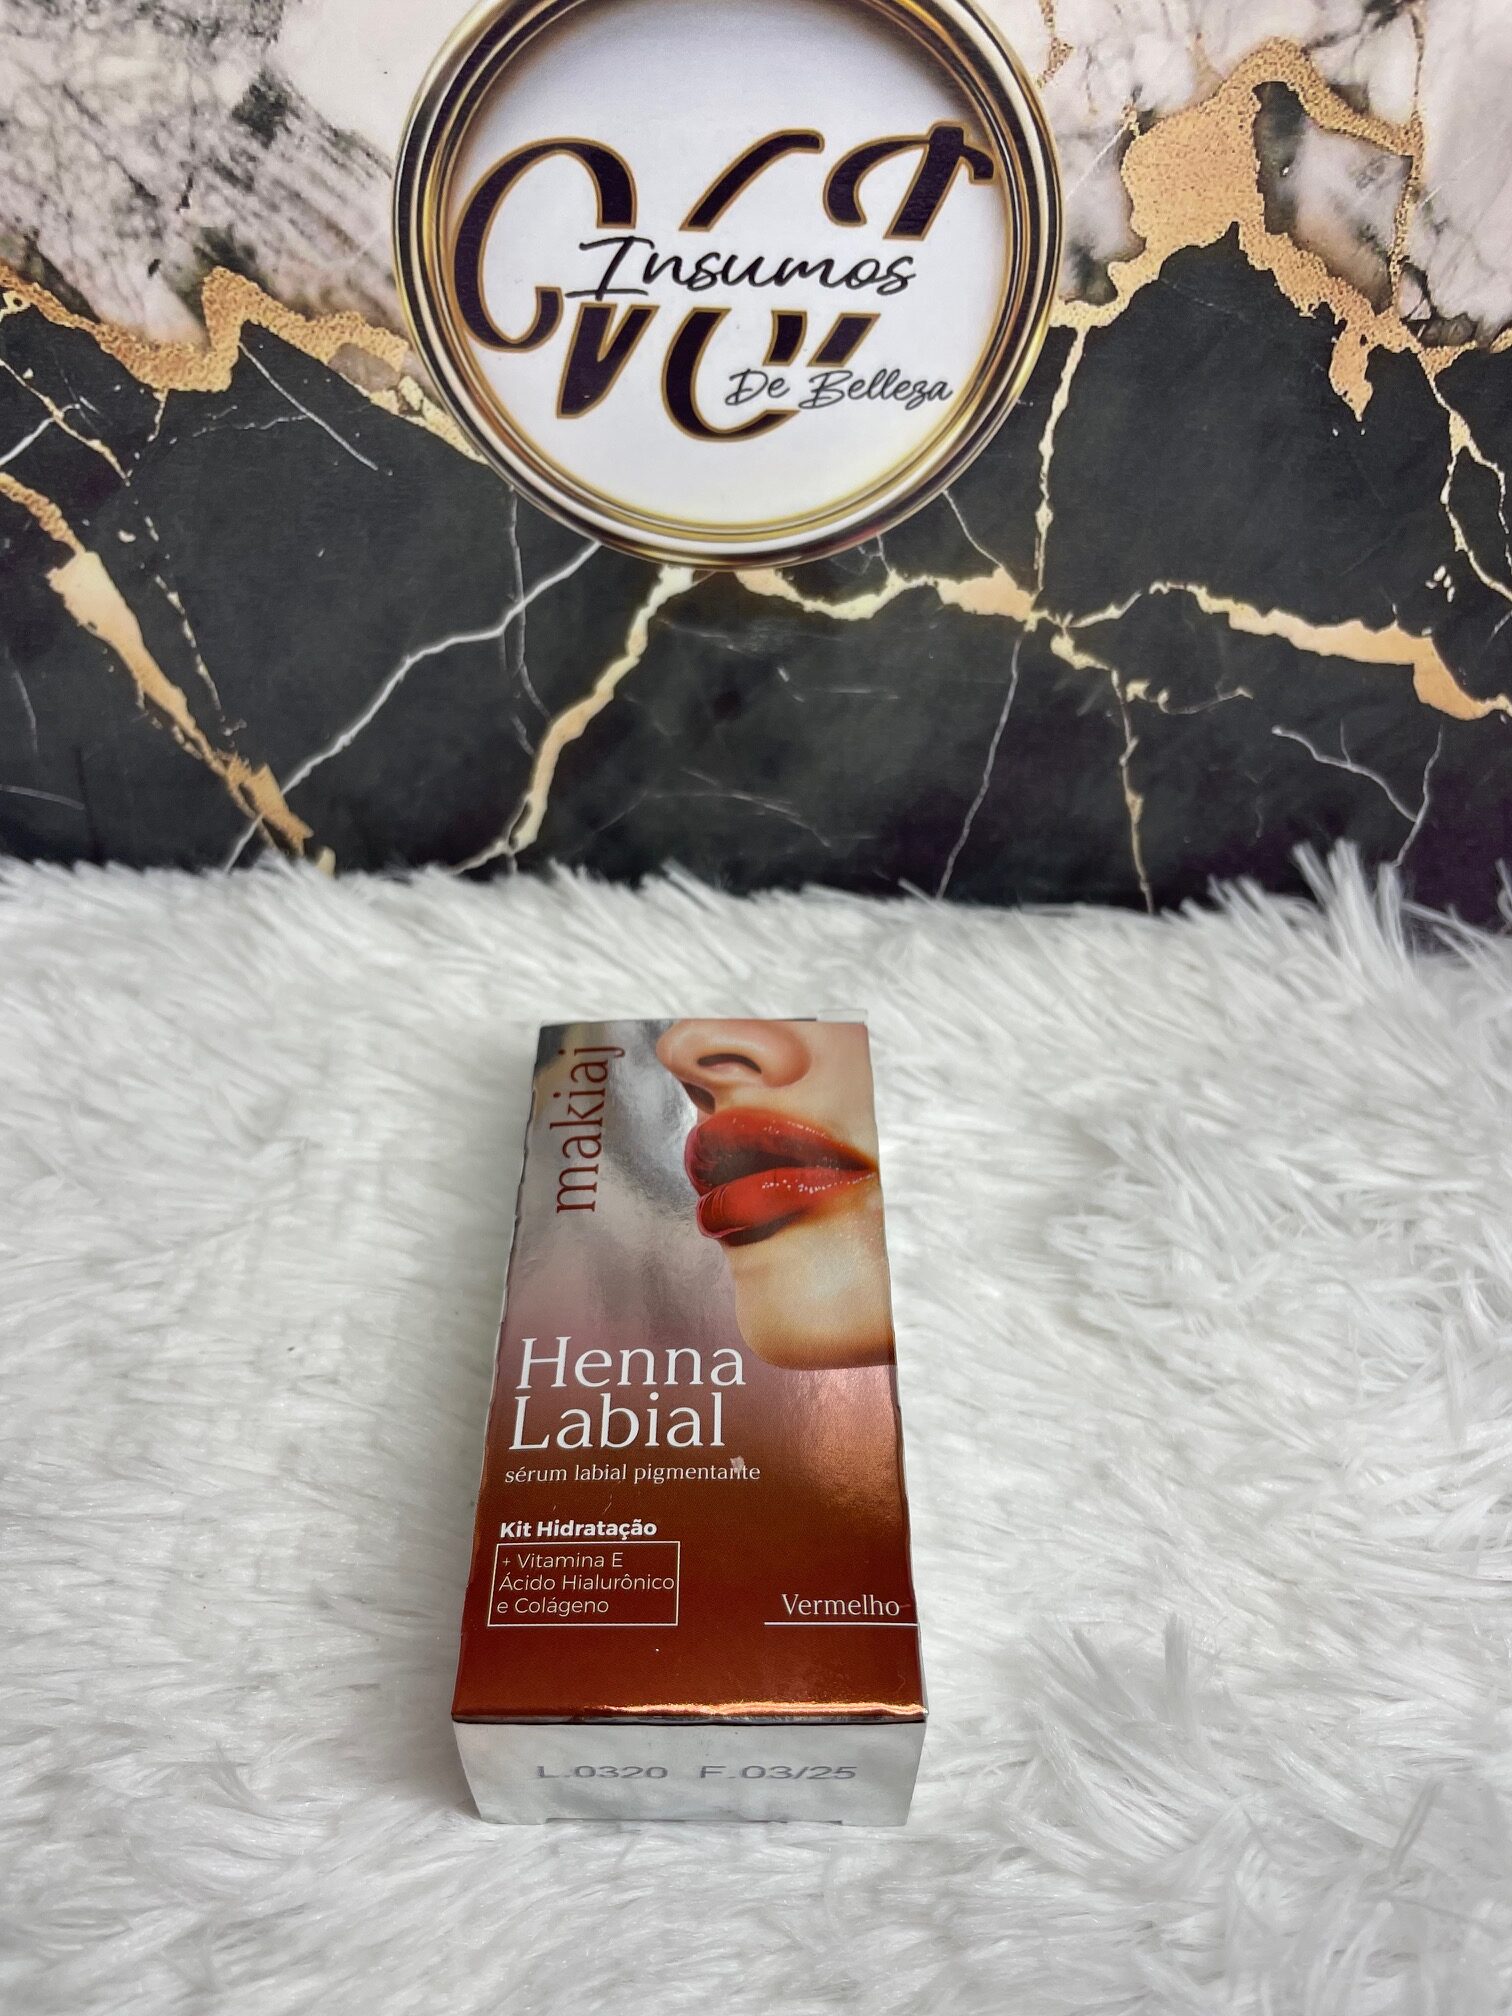 Insumos
De Belleza
makiaj
Henna
Labial
sérum labial pigmentante
Kit Hidratação
+ Vitamina E
Ácido Hialurônico
e Colágeno
Vermelho
L.0320 F.03/25